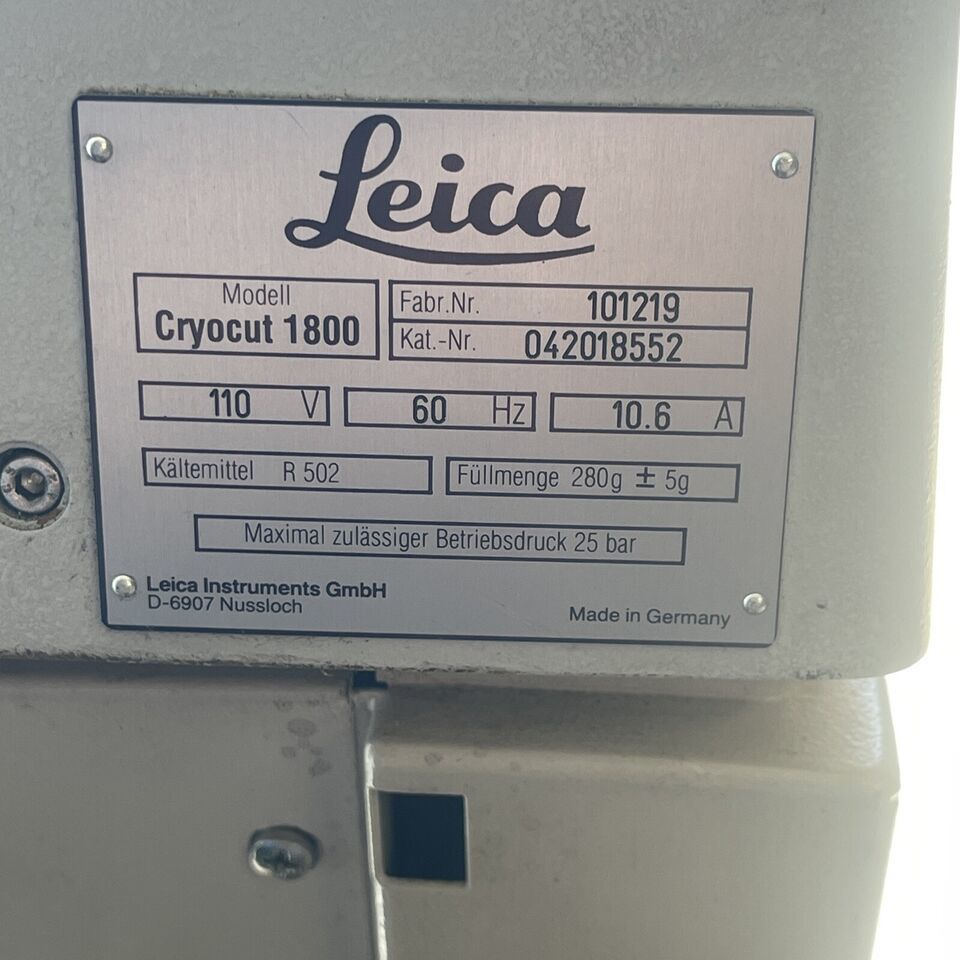 Leica
Modell
Cryocut 1800
Fabr.Nr. 101219
Kat.-Nr. 042018552
110 V 60 Hz 10.6 A
Kältemittel R 502 Füllmenge 280g ± 5g
Maximal zulässiger Betriebsdruck 25 bar
Leica Instruments GmbH
D-6907 Nussloch
Made in Germany